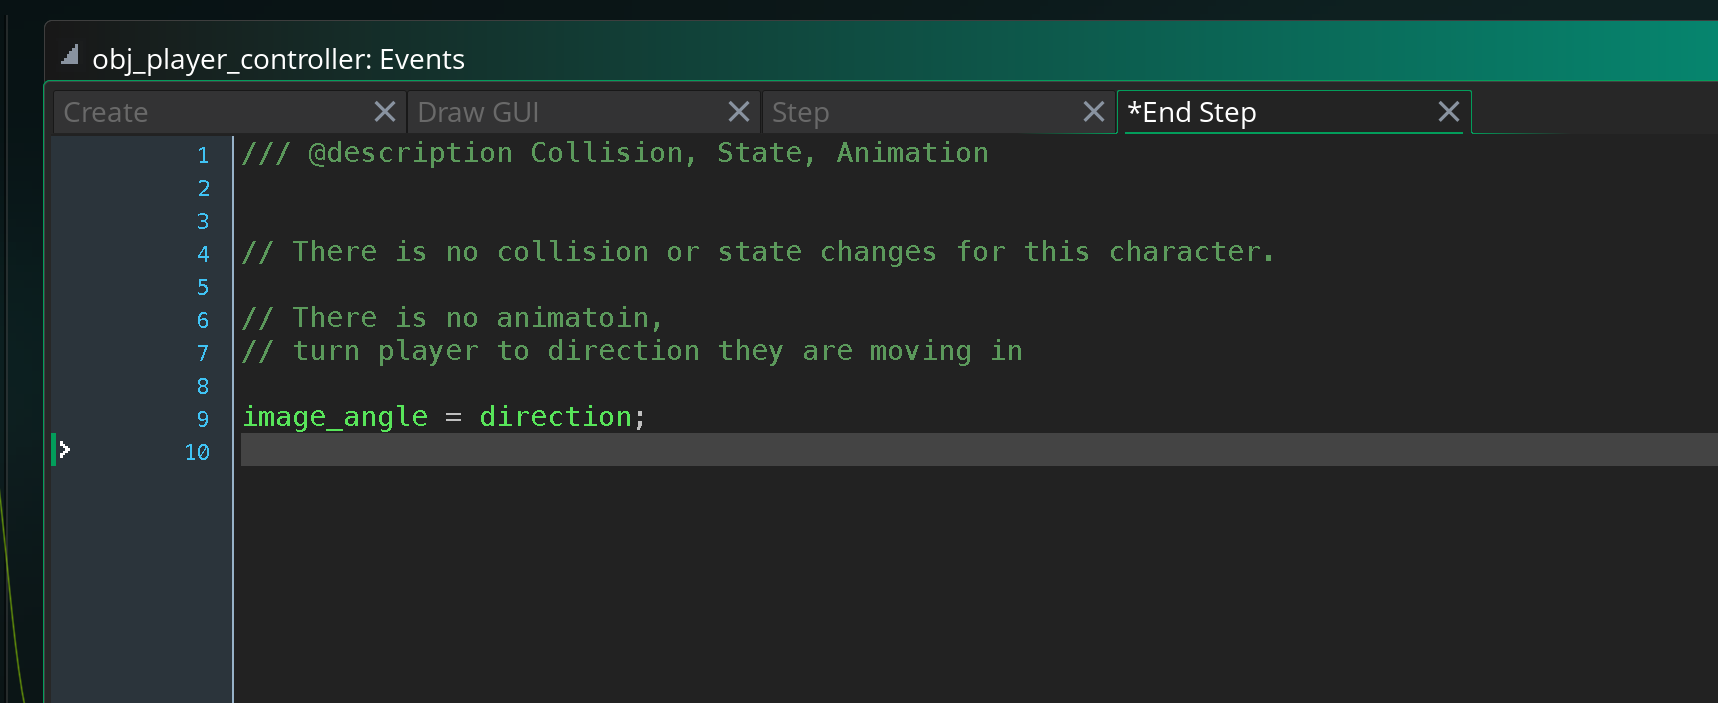 obj_player_controller: Events
Create Draw GUI Step *End Step
1 /// @description Collision, State, Animation
2
3
4 // There is no collision or state changes for this character.
5
6 // There is no animatoin,
7 // turn player to direction they are moving in
8
9 image_angle = direction;
10